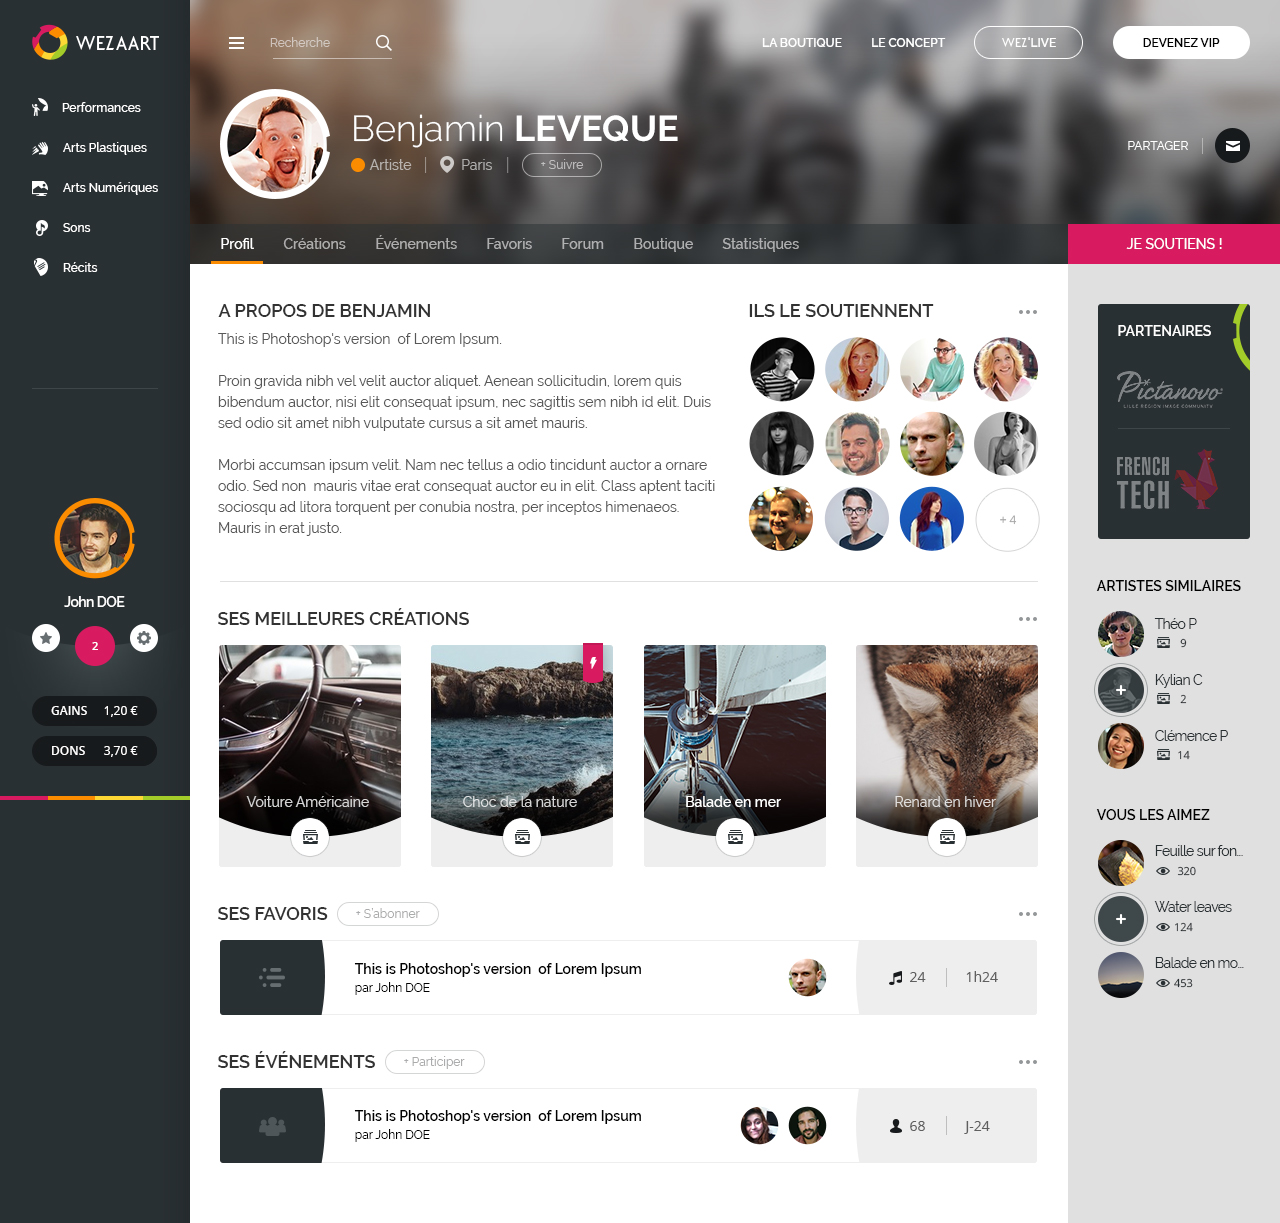 WEZAART
Performances
Arts Plastiques
Arts Numériques
Sons
Récits
John DOE
2
GAINS 1,20 €
DONS 3,70 €
Recherche
LA BOUTIQUE
LE CONCEPT
WEZ'LIVE
DEVENEZ VIP
Benjamin LEVEQUE
Artiste
Paris
+ Suivre
PARTAGER
Profil
Créations
Événements
Favoris
Forum
Boutique
Statistiques
JE SOUTIENS !
A PROPOS DE BENJAMIN
This is Photoshop's version  of Lorem Ipsum.
Proin gravida nibh vel velit auctor aliquet. Aenean sollicitudin, lorem quis
bibendum auctor, nisi elit consequat ipsum, nec sagittis sem nibh id elit. Duis
sed odio sit amet nibh vulputate cursus a sit amet mauris.
Morbi accumsan ipsum velit. Nam nec tellus a odio tincidunt auctor a ornare
odio. Sed non  mauris vitae erat consequat auctor eu in elit. Class aptent taciti
sociosqu ad litora torquent per conubia nostra, per inceptos himenaeos.
Mauris in erat justo.
ILS LE SOUTIENNENT
+ 4
SES MEILLEURES CRÉATIONS
Voiture Américaine
Choc de la nature
Balade en mer
Renard en hiver
SES FAVORIS
+ S'abonner
This is Photoshop's version  of Lorem Ipsum
par John DOE
24
1h24
SES ÉVÉNEMENTS
+ Participer
This is Photoshop's version  of Lorem Ipsum
par John DOE
68
J-24
PARTENAIRES
Pictanovo
LILLE REGION IMAGE COMMUNITY
FRENCH
TECH
ARTISTES SIMILAIRES
Théo P
9
Kylian C
2
Clémence P
14
VOUS LES AIMEZ
Feuille sur fon...
320
Water leaves
124
Balade en mo...
453